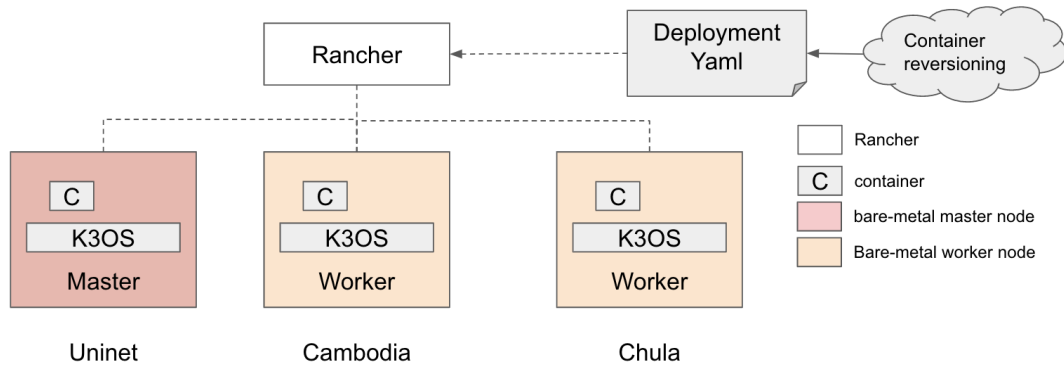 Rancher
Deployment
Yaml
Container
reversioning
Rancher
C
container
bare-metal master node
Bare-metal worker node
C
K3OS
Master
Uninet
C
K3OS
Worker
Cambodia
C
K3OS
Worker
Chula